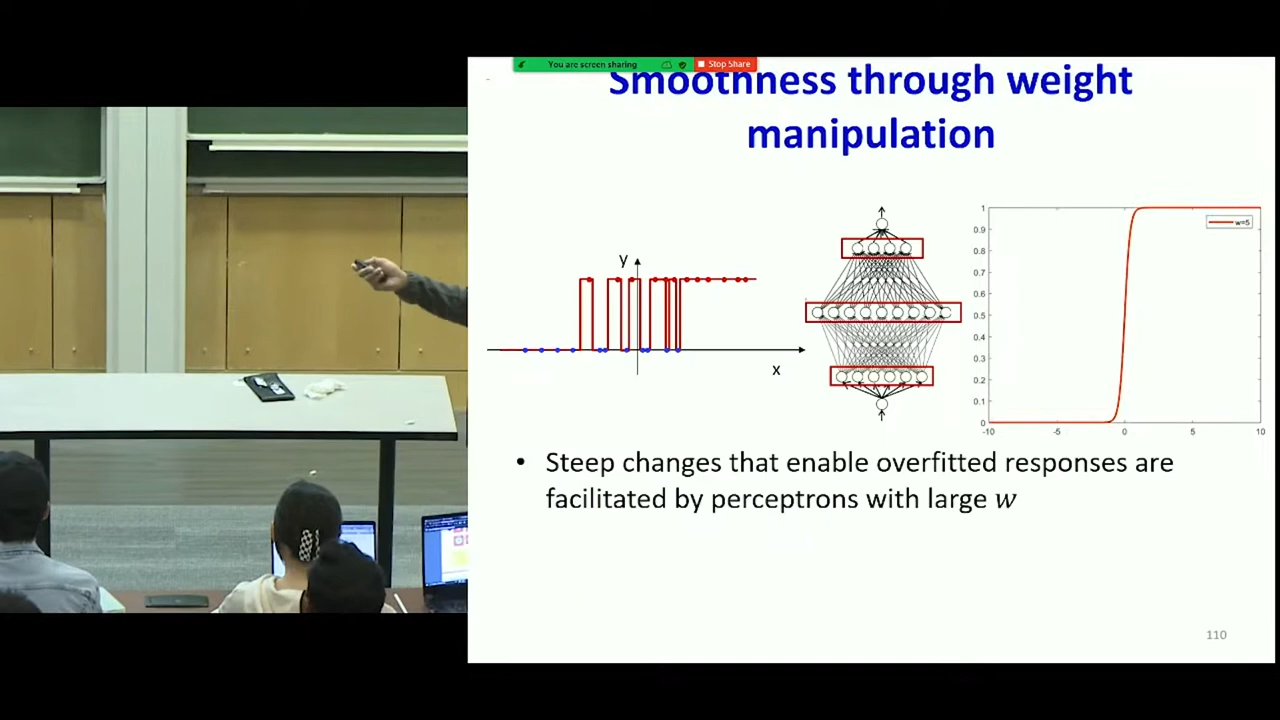 You are screen sharing
Stop Share
Smoothness through weight
manipulation
y
x
1
0.9
0.8
0.7
0.6
0.5
0.4
0.3
0.2
0.1
0
-10
-5
0
5
10
w=5
• Steep changes that enable overfitted responses are
facilitated by perceptrons with large w
110